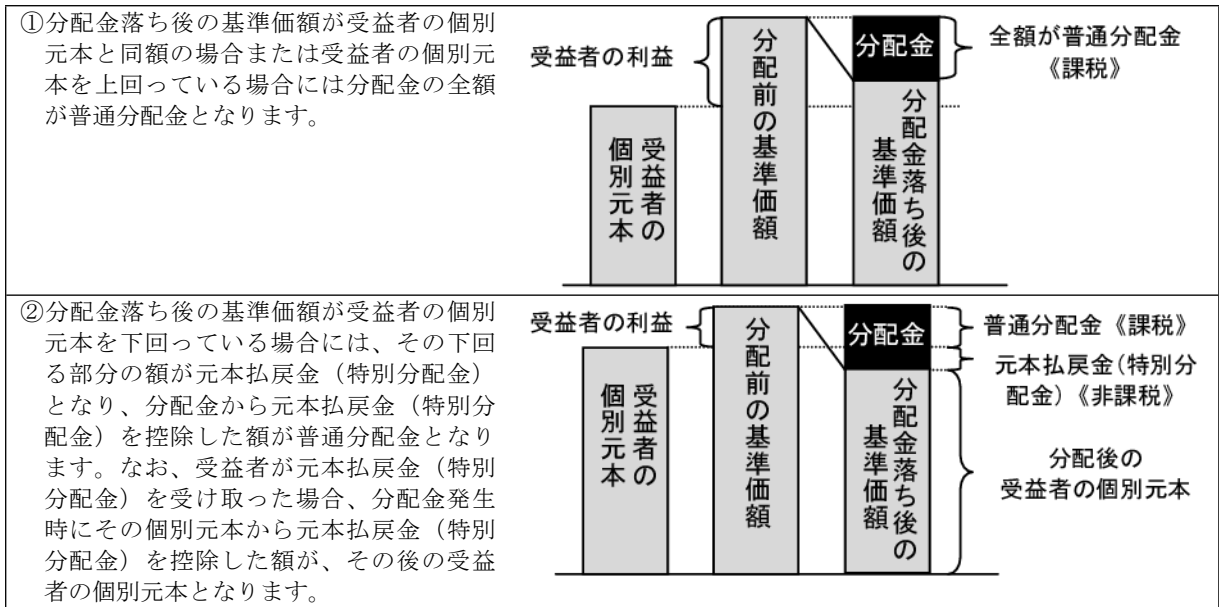 ①分配金落ち後の基準価額が受益者の個別
元本と同額の場合または受益者の個別元
本を上回っている場合には分配金の全額
が普通分配金となります。
受益者の利益
受益者の
個別元本
分配前の基準価額
分配金
分配金落ち後の
基準価額
全額が普通分配金
《課税》
②分配金落ち後の基準価額が受益者の個別
元本を下回っている場合には、その下回
る部分の額が元本払戻金（特別分配金）
となり、分配金から元本払戻金（特別分
配金）を控除した額が普通分配金となり
ます。なお、受益者が元本払戻金（特別
分配金）を受け取った場合、分配金発生
時にその個別元本から元本払戻金（特別
分配金）を控除した額が、その後の受益
者の個別元本となります。
受益者の利益
受益者の
個別元本
分配前の基準価額
分配金
分配金落ち後の
基準価額
普通分配金《課税》
元本払戻金(特別分
配金)《非課税》
分配後の
受益者の個別元本